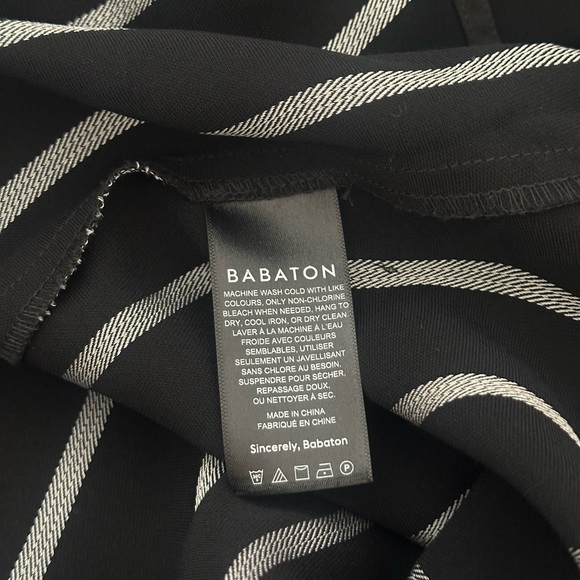 BABATON
MACHINE WASH COLD WITH LIKE
COLOURS, ONLY NON-CHLORINE
BLEACH WHEN NEEDED, HANG TO
DRY, COOL IRON, OR DRY CLEAN.
LAVER À LA MACHINE À L'EAU
FROIDE AVEC COULEURS
SEMBLABLES, UTILISER
SEULEMENT UN JAVELLISANT
SANS CHLORE AU BESOIN.
SUSPENDRE POUR SÉCHER,
REPASSAGE DOUX,
OU NETTOYER À SEC.
MADE IN CHINA
FABRIQUÉ EN CHINE
Sincerely, Babaton